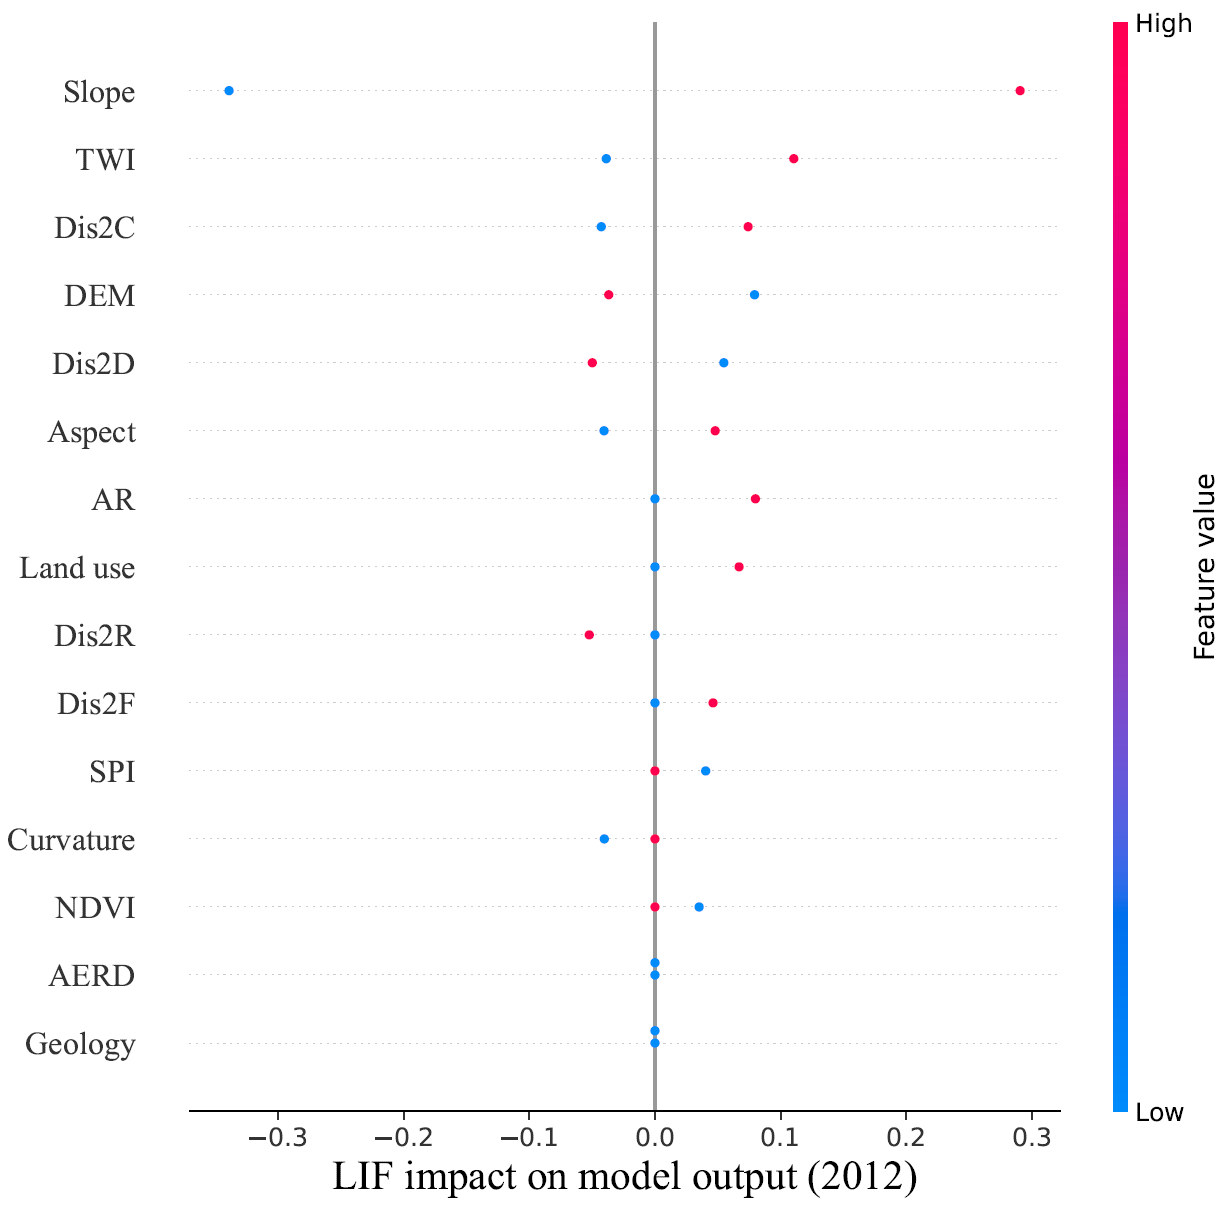 High
Slope
TWI
Dis2C
DEM
Dis2D
Aspect
AR
Land use
Dis2R
Dis2F
SPI
Curvature
NDVI
AERD
Geology
Feature value
Low
−0.3 −0.2 −0.1 0.0 0.1 0.2 0.3
LIF impact on model output (2012)